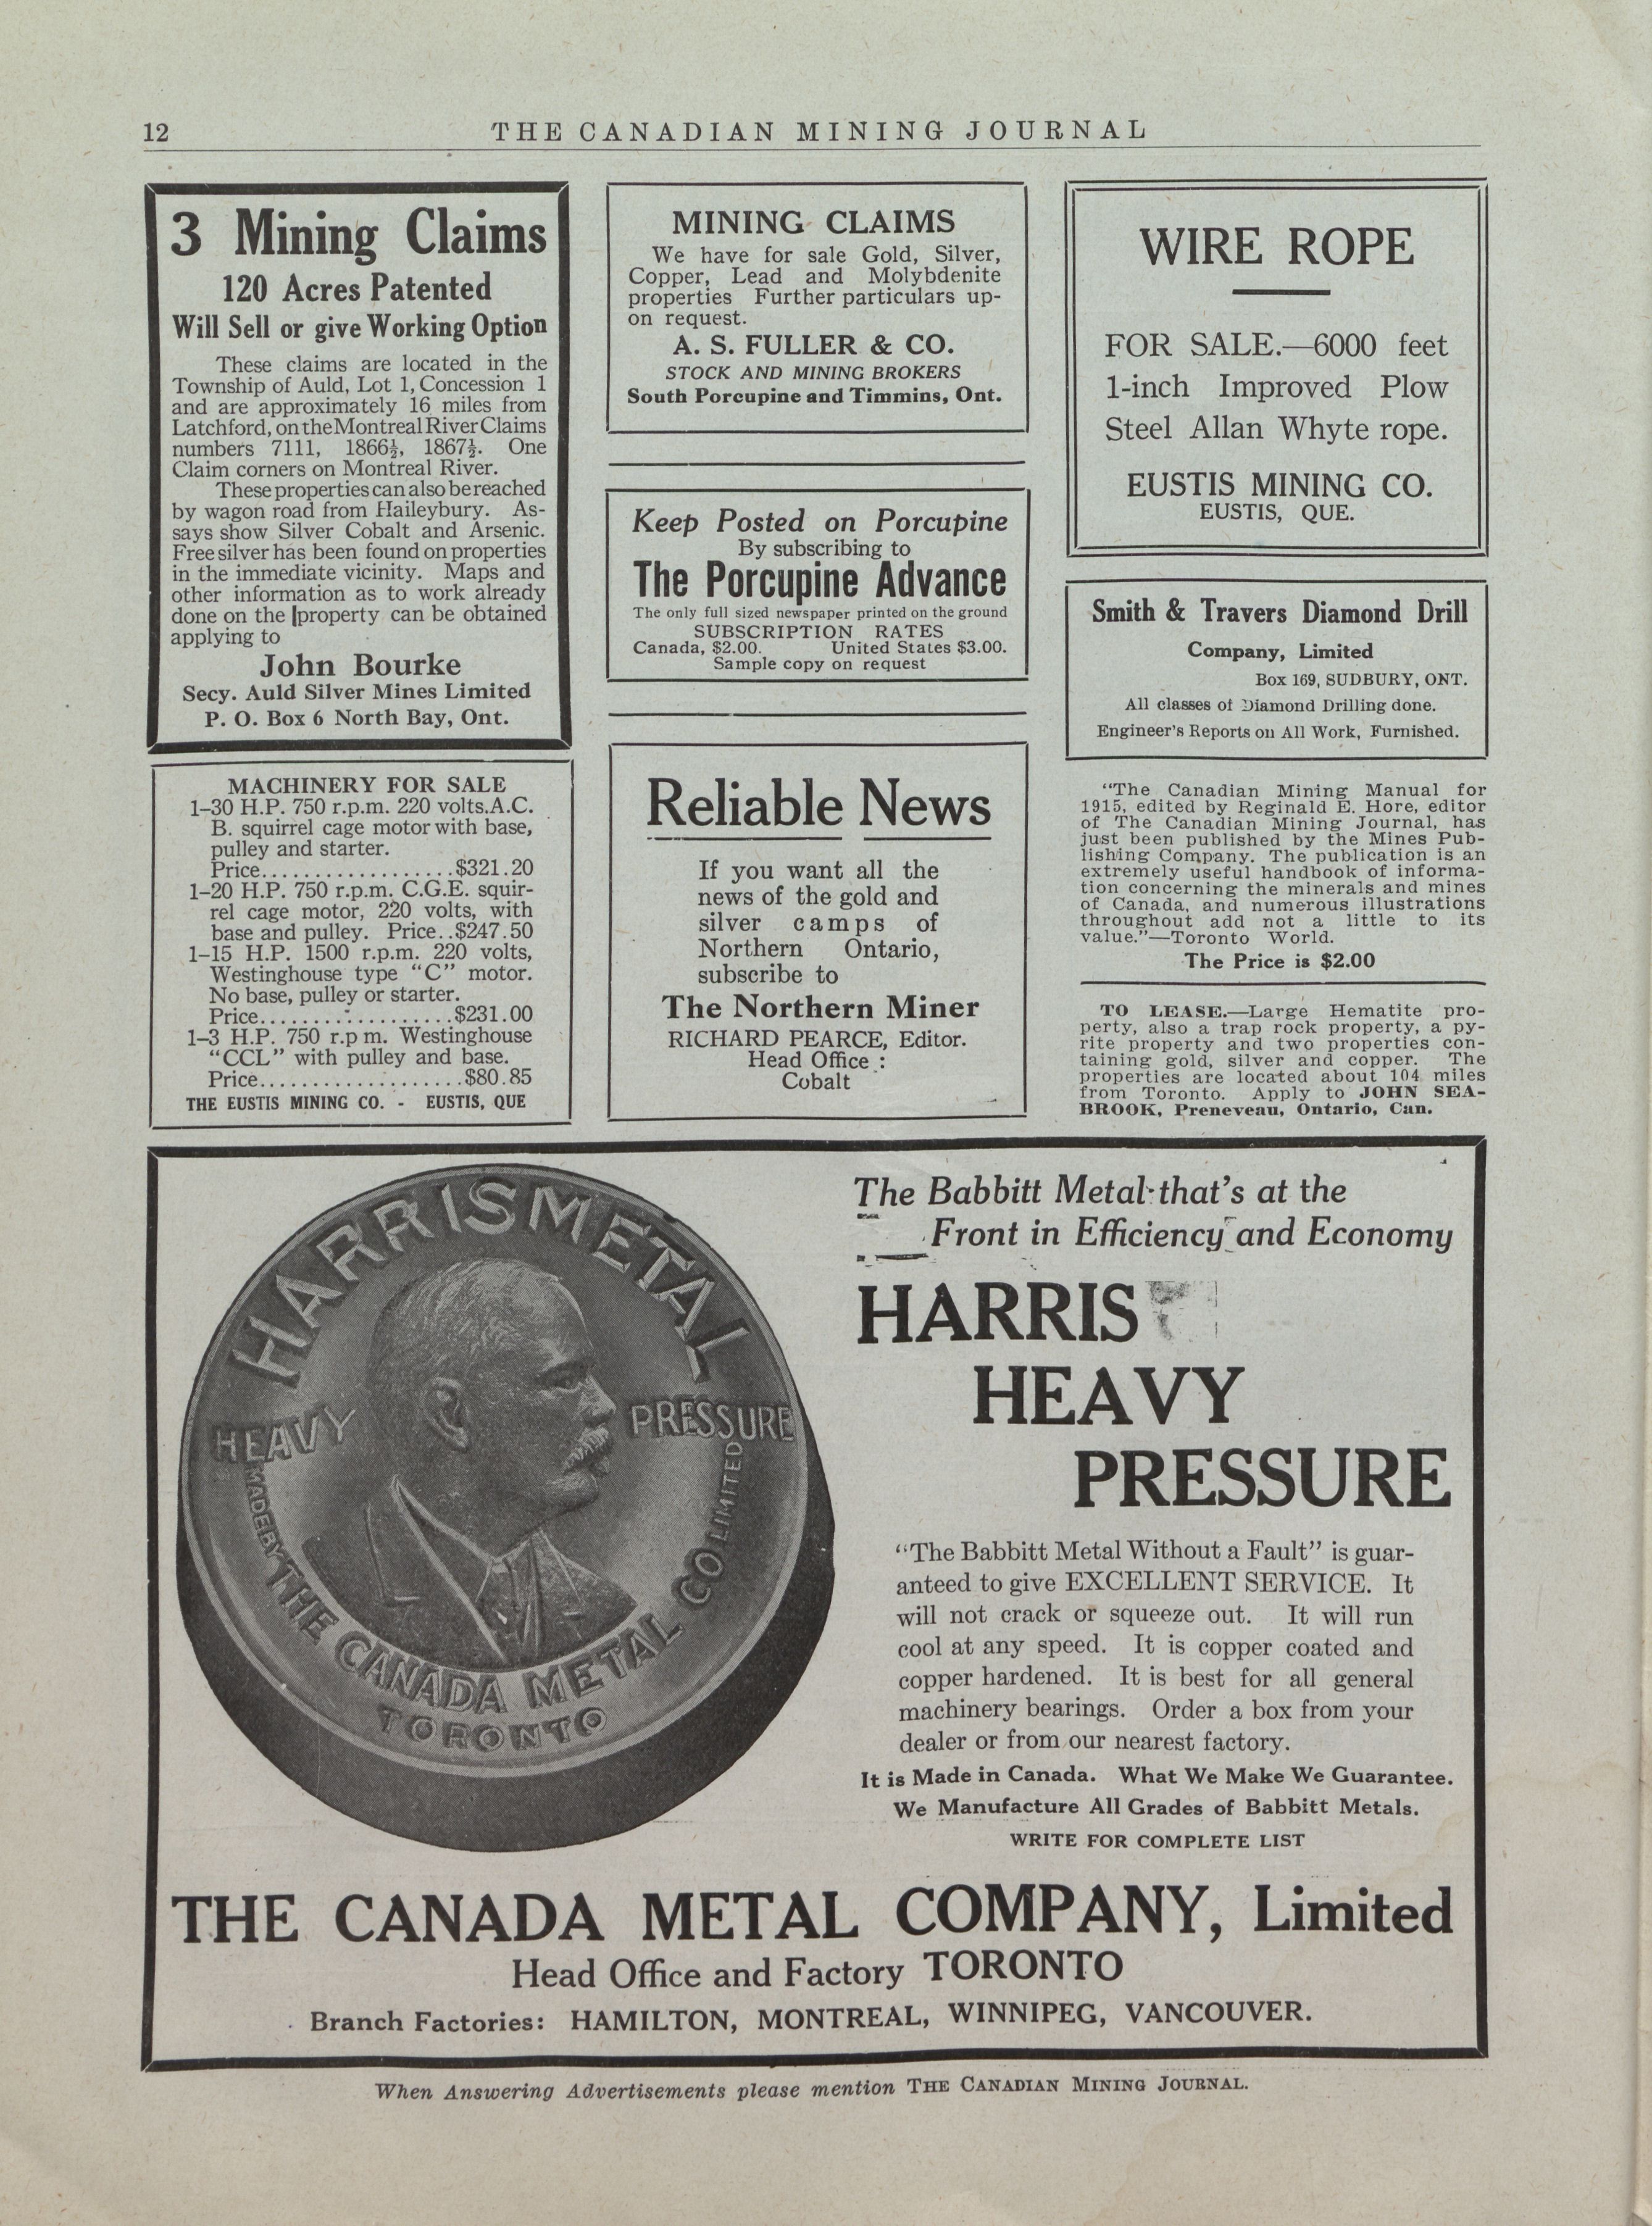 12
THE CANADIAN MINING JOURNAL
3 Mining Claims
120 Acres Patented
Will Sell or give Working Option
These claims are located in the
Township of Auld, Lot 1, Concession 1
and are approximately 16 miles from
Latchford, on the Montreal River Claims
numbers 7111, 1866½, 1867½. One
Claim corners on Montreal River.
These properties can also be reached
by wagon road from Haileybury. As-
says show Silver Cobalt and Arsenic.
Free silver has been found on properties
in the immediate vicinity. Maps and
other information as to work already
done on the property can be obtained
applying to
John Bourke
Secy. Auld Silver Mines Limited
P. O. Box 6 North Bay, Ont.
MACHINERY FOR SALE
1–30 H.P. 750 r.p.m. 220 volts.A.C.
B. squirrel cage motor with base,
pulley and starter.
Price..................$321.20
1–20 H.P. 750 r.p.m. C.G.E. squir-
rel cage motor, 220 volts, with
base and pulley. Price..$247.50
1–15 H.P. 1500 r.p.m. 220 volts,
Westinghouse type “C” motor.
No base, pulley or starter.
Price..................$231.00
1–3 H.P. 750 r.p m. Westinghouse
“CCL” with pulley and base.
Price...................$80.85
THE EUSTIS MINING CO. - EUSTIS, QUE
MINING CLAIMS
We have for sale Gold, Silver,
Copper, Lead and Molybdenite
properties Further particulars up-
on request.
A. S. FULLER & CO.
STOCK AND MINING BROKERS
South Porcupine and Timmins, Ont.
Keep Posted on Porcupine
By subscribing to
The Porcupine Advance
The only full sized newspaper printed on the ground
SUBSCRIPTION RATES
Canada, $2.00. United States $3.00.
Sample copy on request
Reliable News
If you want all the
news of the gold and
silver camps of
Northern Ontario,
subscribe to
The Northern Miner
RICHARD PEARCE, Editor.
Head Office :
Cobalt
WIRE ROPE
FOR SALE.—6000 feet
1-inch Improved Plow
Steel Allan Whyte rope.
EUSTIS MINING CO.
EUSTIS, QUE.
Smith & Travers Diamond Drill
Company, Limited
Box 169, SUDBURY, ONT.
All classes of Diamond Drilling done.
Engineer's Reports on All Work, Furnished.
“The Canadian Mining Manual for
1915, edited by Reginald E. Hore, editor
of The Canadian Mining Journal, has
just been published by the Mines Pub-
lishing Company. The publication is an
extremely useful handbook of informa-
tion concerning the minerals and mines
of Canada, and numerous illustrations
throughout add not a little to its
value.”—Toronto World.
The Price is $2.00
TO LEASE.—Large Hematite pro-
perty, also a trap rock property, a py-
rite property and two properties con-
taining gold, silver and copper. The
properties are located about 104 miles
from Toronto. Apply to JOHN SEA-
BROOK, Preneveau, Ontario, Can.
HARRISMETAL
HEAVY PRESSURE
MADE BY THE CANADA METAL CO LIMITED
TORONTO
The Babbitt Metal that's at the
Front in Efficiency and Economy
HARRIS
HEAVY
PRESSURE
“The Babbitt Metal Without a Fault” is guar-
anteed to give EXCELLENT SERVICE. It
will not crack or squeeze out. It will run
cool at any speed. It is copper coated and
copper hardened. It is best for all general
machinery bearings. Order a box from your
dealer or from our nearest factory.
It is Made in Canada. What We Make We Guarantee.
We Manufacture All Grades of Babbitt Metals.
WRITE FOR COMPLETE LIST
THE CANADA METAL COMPANY, Limited
Head Office and Factory TORONTO
Branch Factories: HAMILTON, MONTREAL, WINNIPEG, VANCOUVER.
When Answering Advertisements please mention THE CANADIAN MINING JOURNAL.